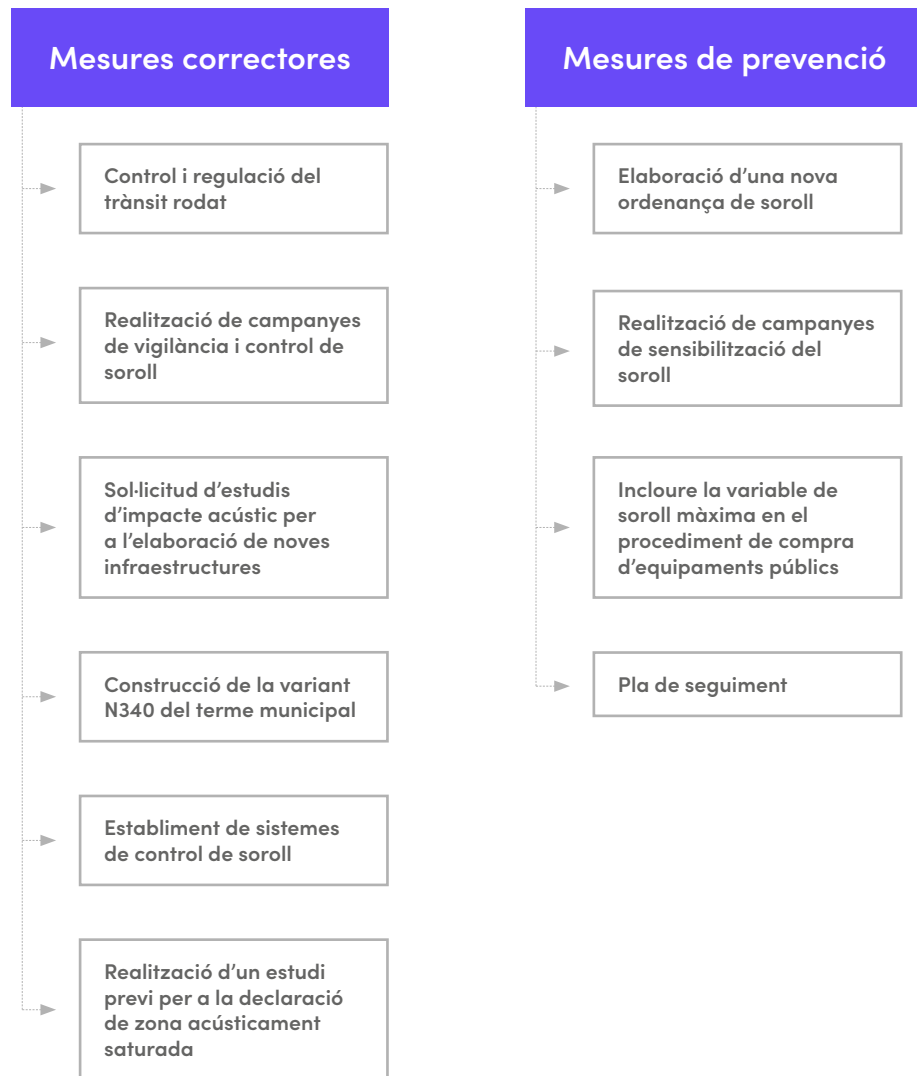 Mesures correctores
Control i regulació del
trànsit rodat
Realització de campanyes
de vigilància i control de
soroll
Sol·licitud d’estudis
d’impacte acústic per
a l’elaboració de noves
infraestructures
Construcció de la variant
N340 del terme municipal
Establiment de sistemes
de control de soroll
Realització d’un estudi
previ per a la declaració
de zona acústicament
saturada
Mesures de prevenció
Elaboració d’una nova
ordenança de soroll
Realització de campanyes
de sensibilització del
soroll
Incloure la variable de
soroll màxima en el
procediment de compra
d’equipaments públics
Pla de seguiment